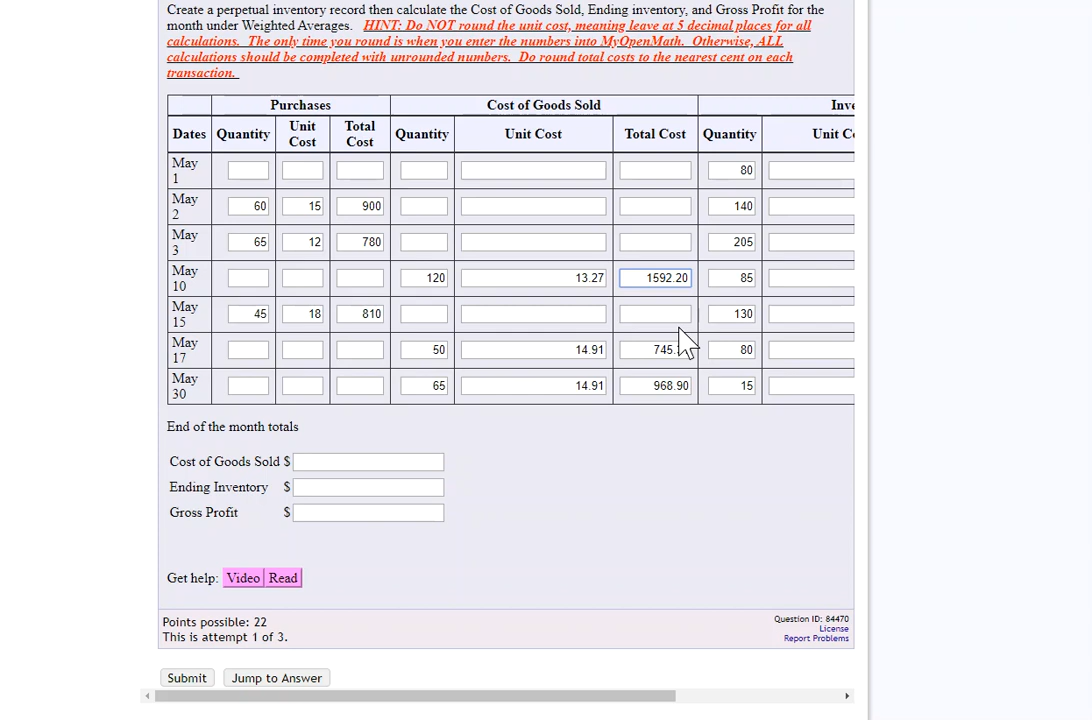 Create a perpetual inventory record then calculate the Cost of Goods Sold, Ending inventory, and Gross Profit for the
month under Weighted Averages. HINT: Do NOT round the unit cost, meaning leave at 5 decimal places for all
calculations. The only time you round is when you enter the numbers into MyOpenMath. Otherwise, ALL
calculations should be completed with unrounded numbers. Do round total costs to the nearest cent on each
transaction.
Purchases Cost of Goods Sold Inve
Dates Quantity Unit Cost Total Cost Quantity Unit Cost Total Cost Quantity Unit C
May 1 80
May 2 60 15 900 140
May 3 65 12 780 205
May 10 120 13.27 1592.20 85
May 15 45 18 810 130
May 17 50 14.91 745. 80
May 30 65 14.91 968.90 15
End of the month totals
Cost of Goods Sold $
Ending Inventory $
Gross Profit $
Get help: Video Read
Points possible: 22
This is attempt 1 of 3.
Question ID: 84470
License
Report Problems
Submit Jump to Answer